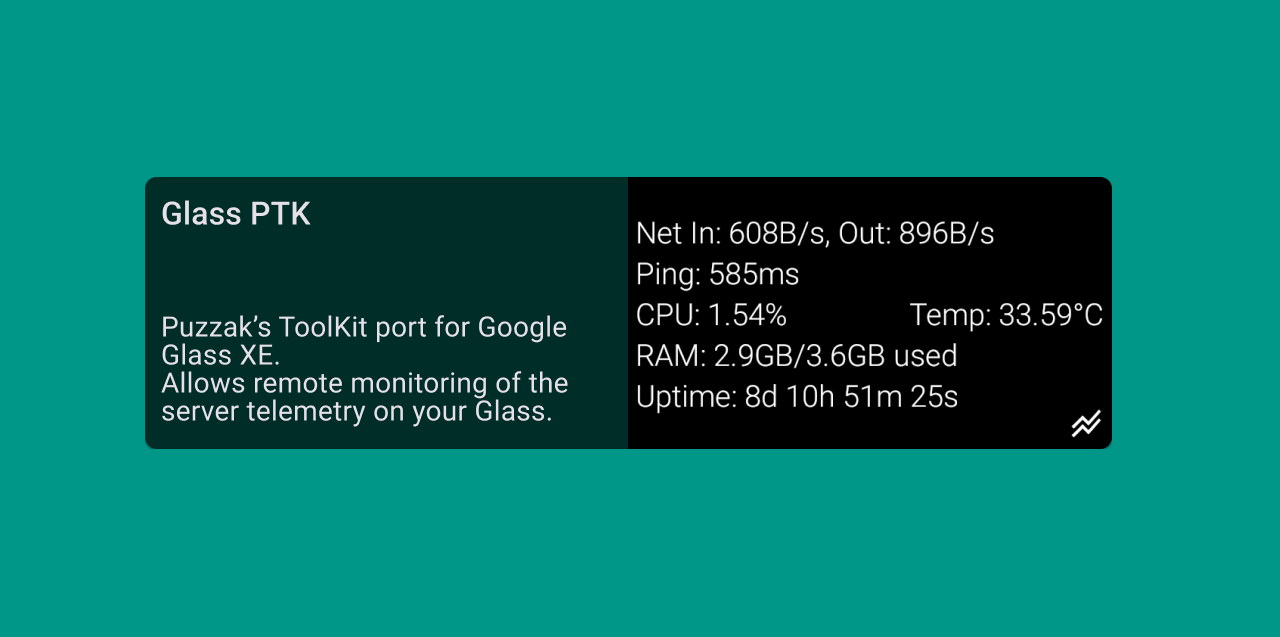 Glass PTK
Puzzak’s ToolKit port for Google
Glass XE.
Allows remote monitoring of the
server telemetry on your Glass.
Net In: 608B/s, Out: 896B/s
Ping: 585ms
CPU: 1.54% Temp: 33.59°C
RAM: 2.9GB/3.6GB used
Uptime: 8d 10h 51m 25s